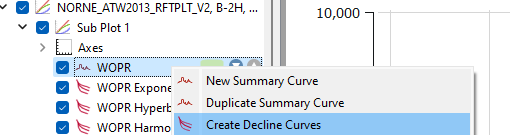 NORNE_ATW2013_RFTPLT_V2, B-2H, ...
Sub Plot 1
Axes
WOPR
WOPR Expone
WOPR Hyperb
WOPR Harmo
New Summary Curve
Duplicate Summary Curve
Create Decline Curves
10,000